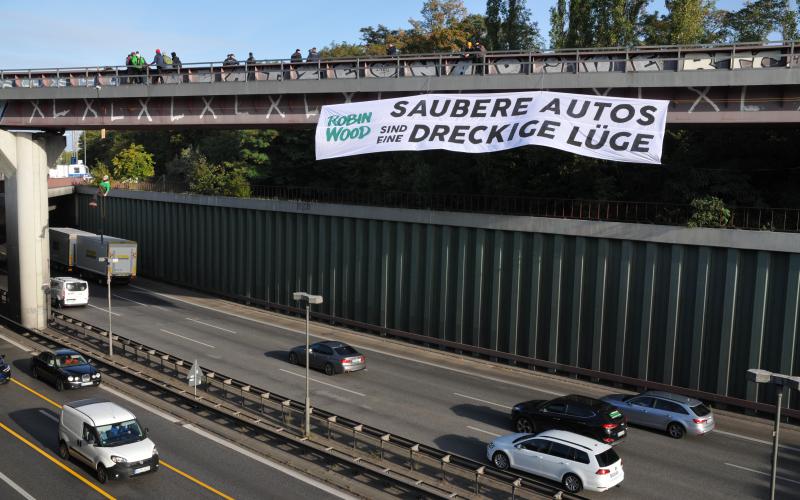 ROBIN WOOD
SAUBERE AUTOS
SIND EINE DRECKIGE LÜGE